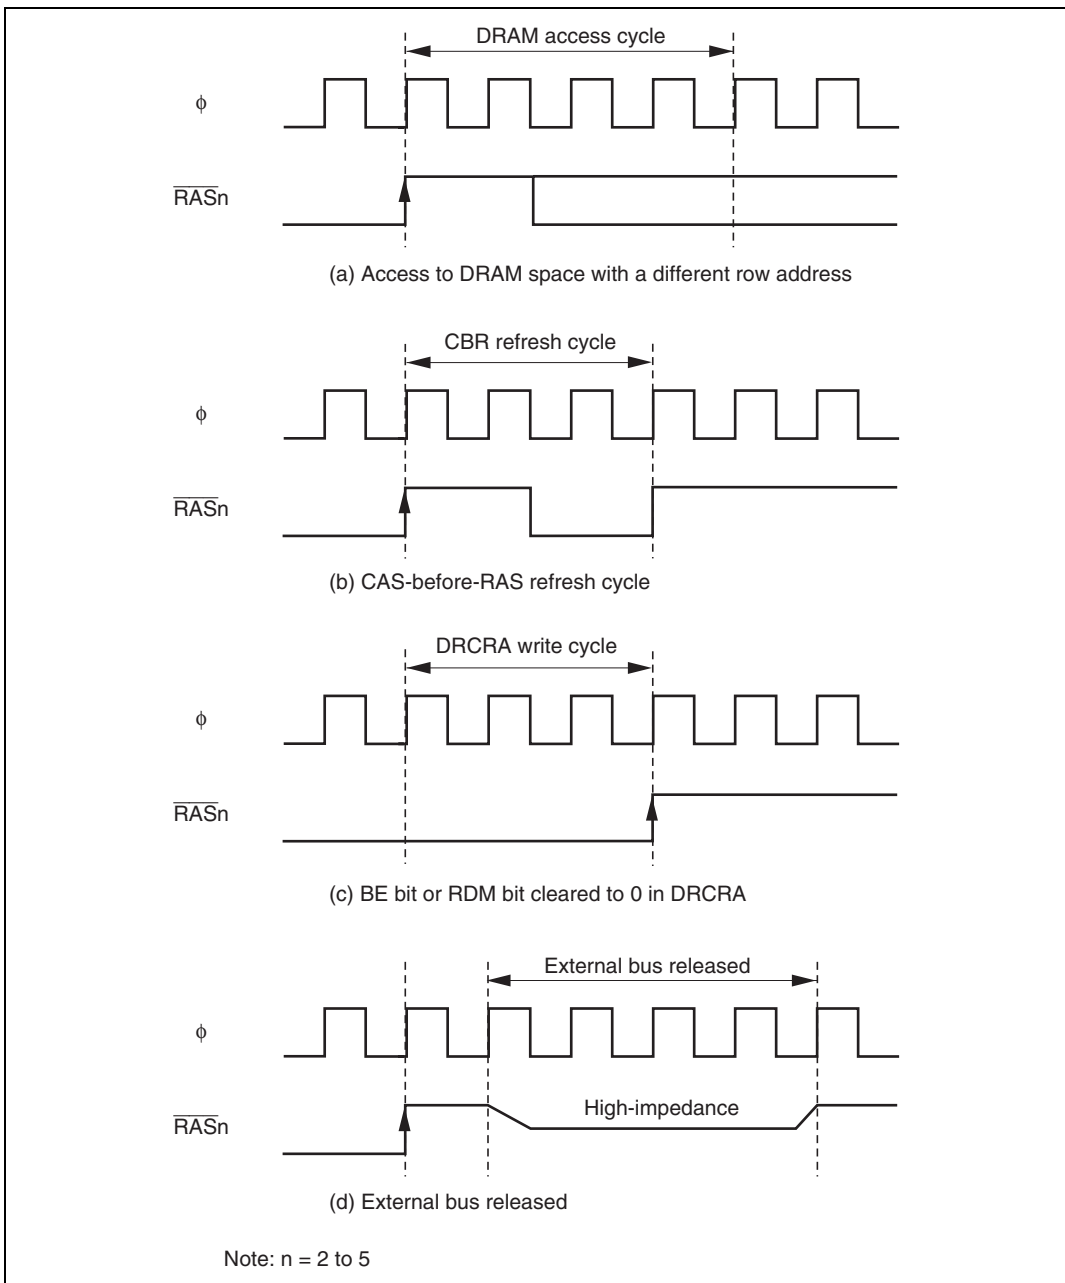 DRAM access cycle
φ
RASn
(a) Access to DRAM space with a different row address
CBR refresh cycle
φ
RASn
(b) CAS-before-RAS refresh cycle
DRCRA write cycle
φ
RASn
(c) BE bit or RDM bit cleared to 0 in DRCRA
External bus released
φ
High-impedance
RASn
(d) External bus released
Note: n = 2 to 5